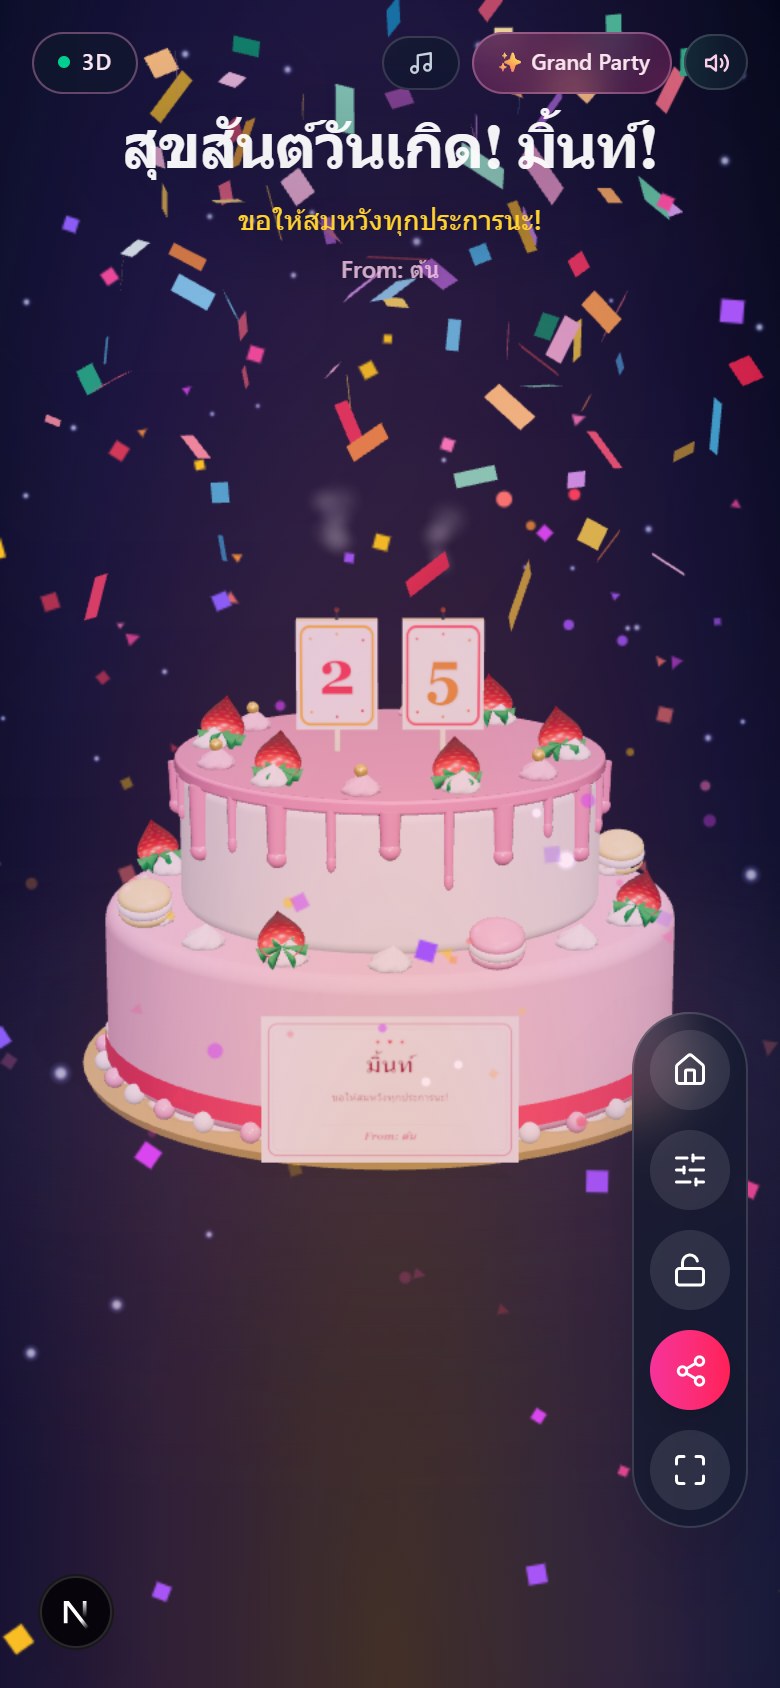 3D
✨ Grand Party
สุขสันต์วันเกิด! มิ้นท์!
ขอให้สมหวังทุกประการนะ!
From: ต้น
2 5
มิ้นท์
ขอให้สมหวังทุกประการนะ!
From: ต้น
N